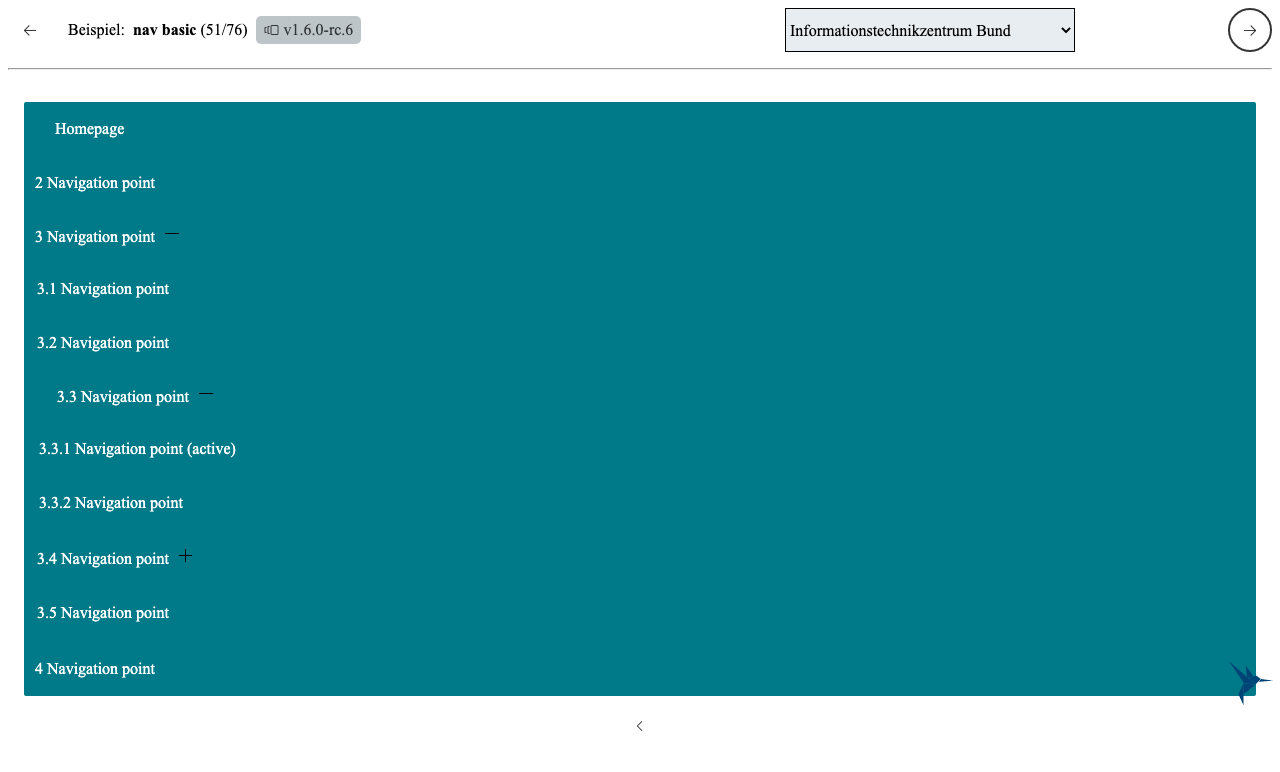 Beispiel: nav basic (51/76) v1.6.0-rc.6 Informationstechnikzentrum Bund
Homepage
2 Navigation point
3 Navigation point
3.1 Navigation point
3.2 Navigation point
3.3 Navigation point
3.3.1 Navigation point (active)
3.3.2 Navigation point
3.4 Navigation point
3.5 Navigation point
4 Navigation point